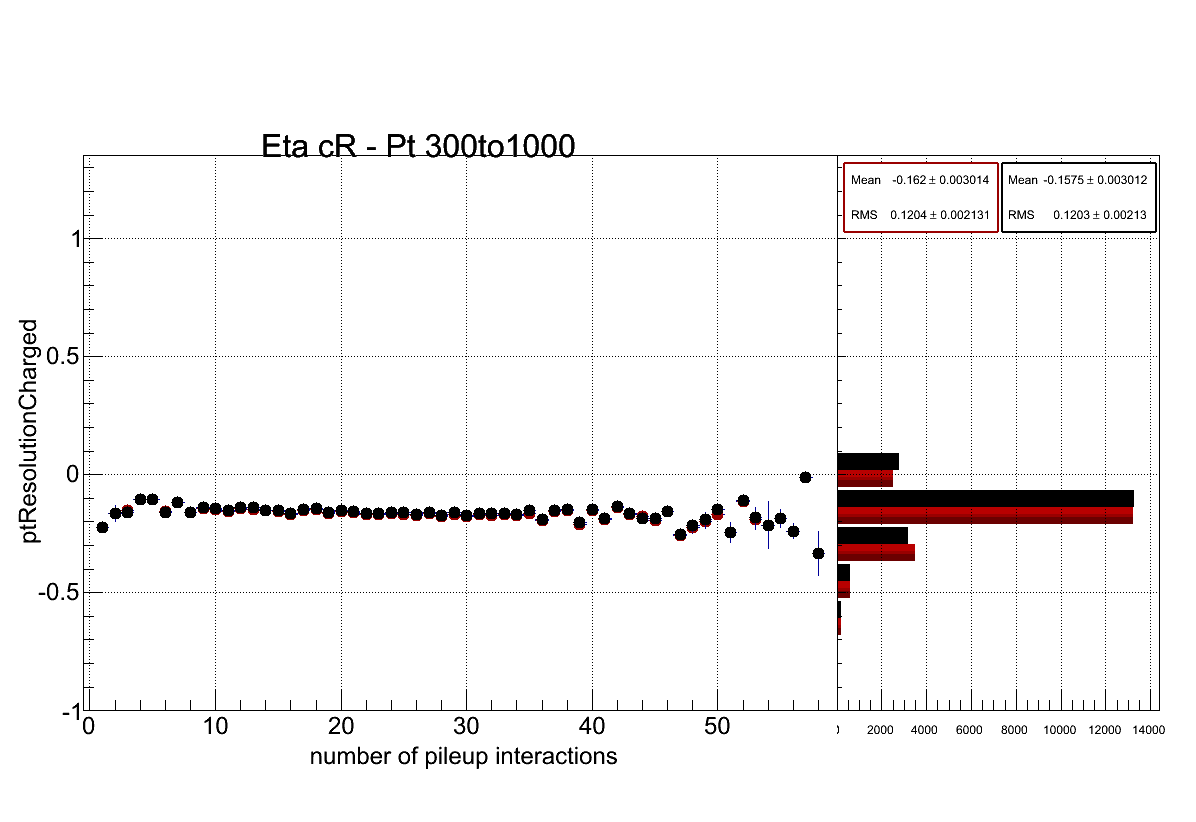 Eta cR - Pt 300to1000
Mean -0.162 ± 0.003014
RMS 0.1204 ± 0.002131
Mean -0.1575 ± 0.003012
RMS 0.1203 ± 0.00213
ptResolutionCharged
1
0.5
0
-0.5
-1
0 10 20 30 40 50
number of pileup interactions
2000 4000 6000 8000 10000 12000 14000